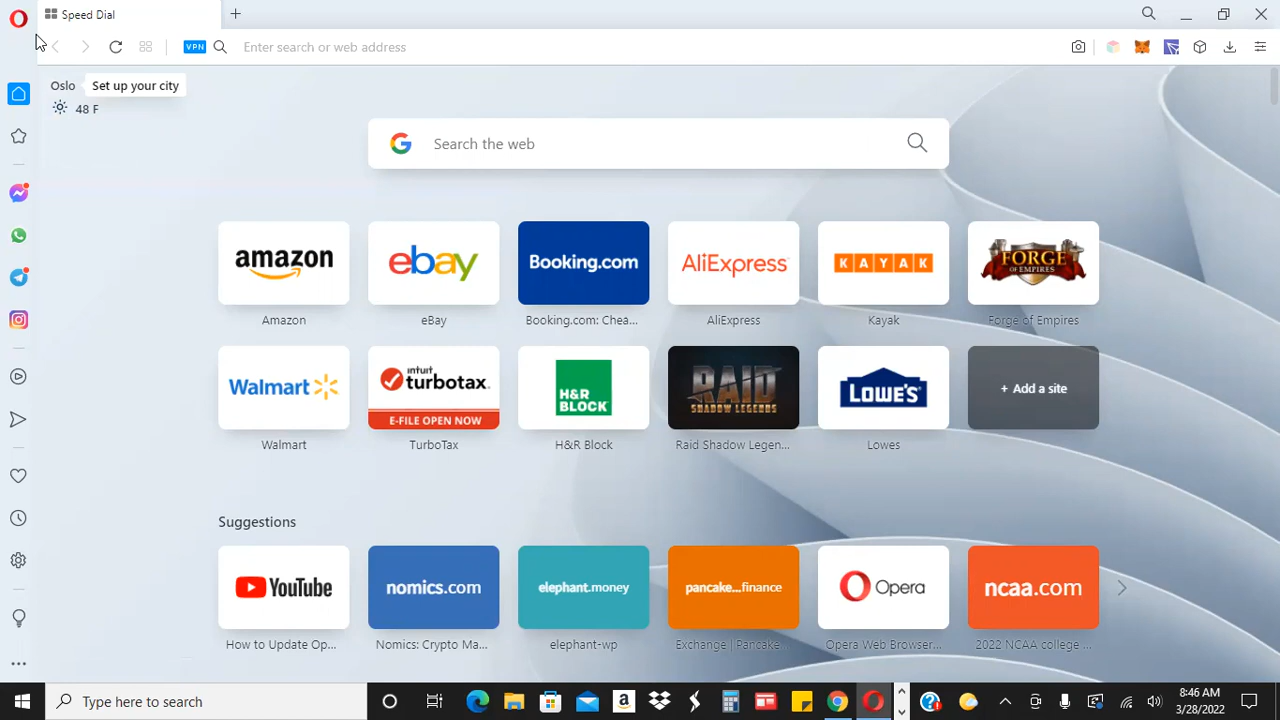 Speed Dial
VPN
Enter search or web address
Oslo
Set up your city
48 F
Search the web
amazon
ebay
Booking.com
AliExpress
KAYAK
FORGE
OF EMPIRES
Amazon
eBay
Booking.com: Chea...
AliExpress
Kayak
Forge of Empires
Walmart
intuit
turbotax.
E-FILE OPEN NOW
H&R
BLOCK
RAID
SHADOW LEGENDS
LOWE'S
+ Add a site
Walmart
TurboTax
H&R Block
Raid Shadow Legen...
Lowes
Suggestions
YouTube
nomics.com
elephant.money
pancake...finance
Opera
ncaa.com
How to Update Op...
Nomics: Crypto Ma...
elephant-wp
Exchange | Pancake...
Opera Web Browser...
2022 NCAA college ...
Type here to search
8:46 AM
3/28/2022